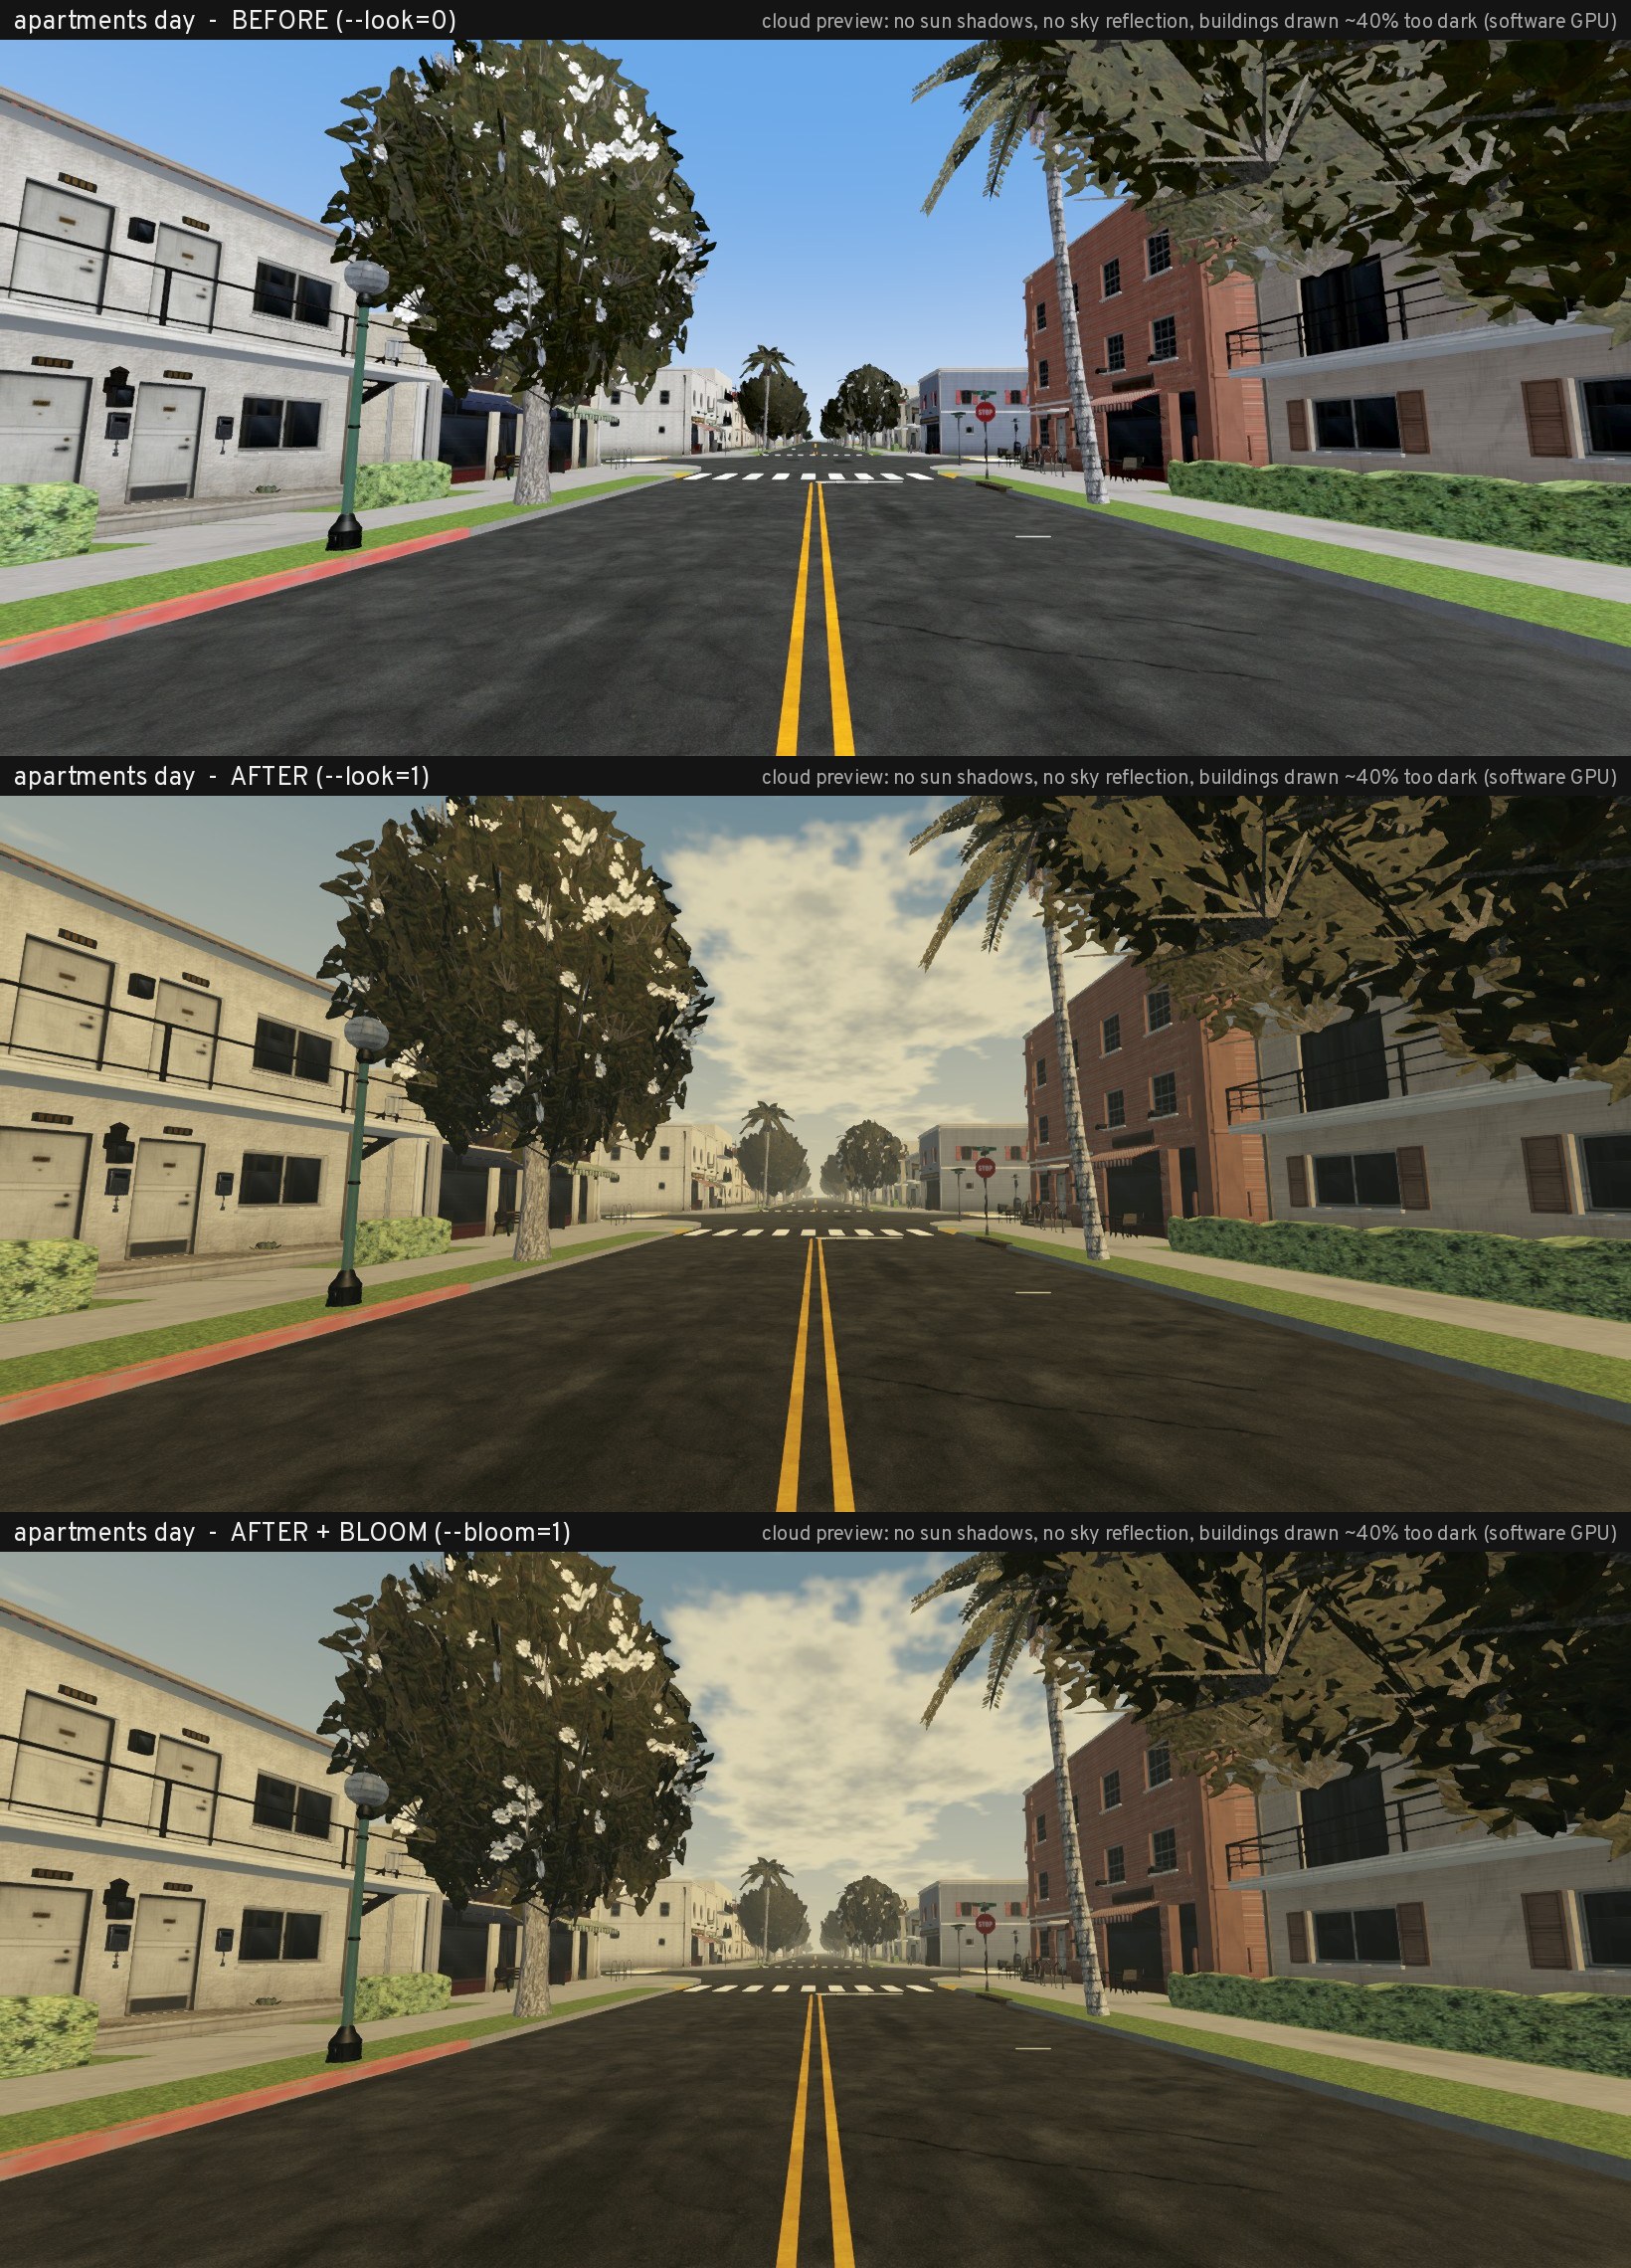 apartments day - BEFORE (--look=0)
cloud preview: no sun shadows, no sky reflection, buildings drawn ~40% too dark (software GPU)
STOP
apartments day - AFTER (--look=1)
cloud preview: no sun shadows, no sky reflection, buildings drawn ~40% too dark (software GPU)
STOP
apartments day - AFTER + BLOOM (--bloom=1)
cloud preview: no sun shadows, no sky reflection, buildings drawn ~40% too dark (software GPU)
STOP